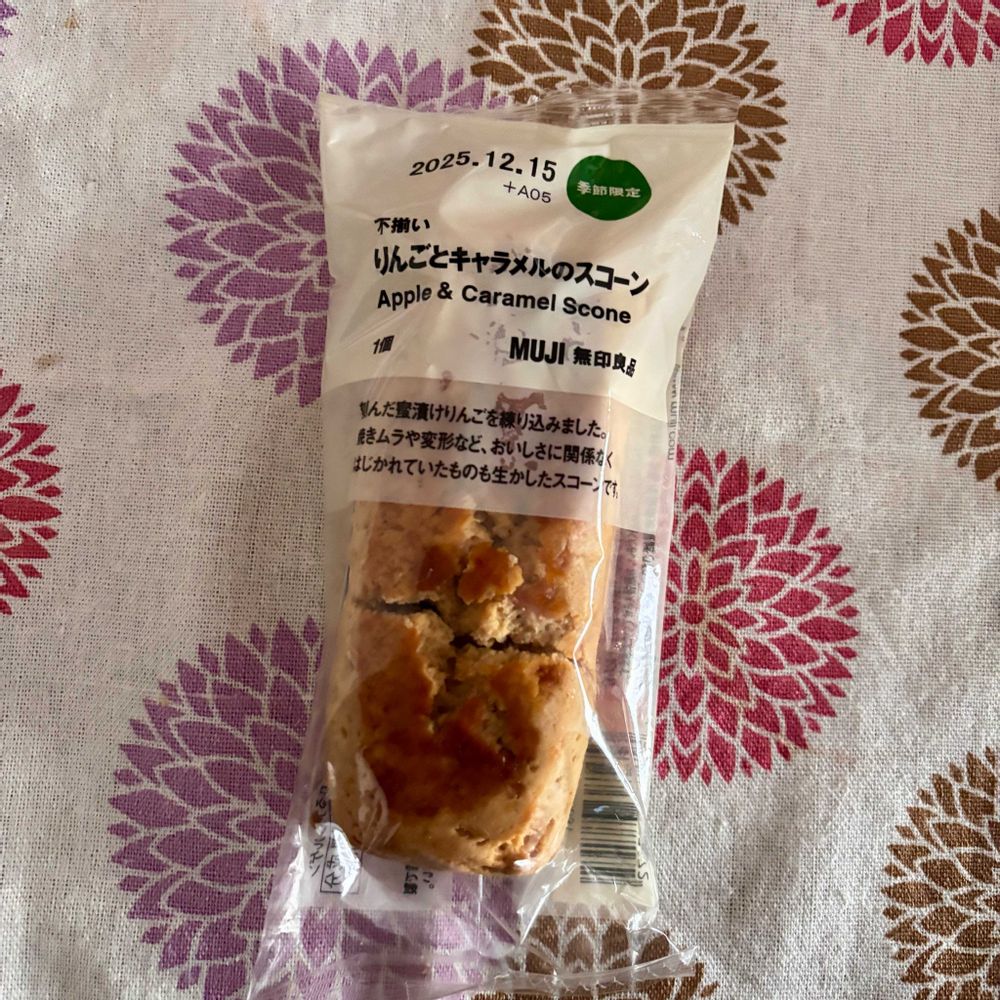 2025.12.15
+A05
季節限定
不揃い
りんごとキャラメルのスコーン
Apple & Caramel Scone
1個
MUJI 無印良品
刻んだ蜜漬けりんごを練り込みました。
焼きムラや変形など、おいしさに関係なく
はじかれていたものも生かしたスコーンです。